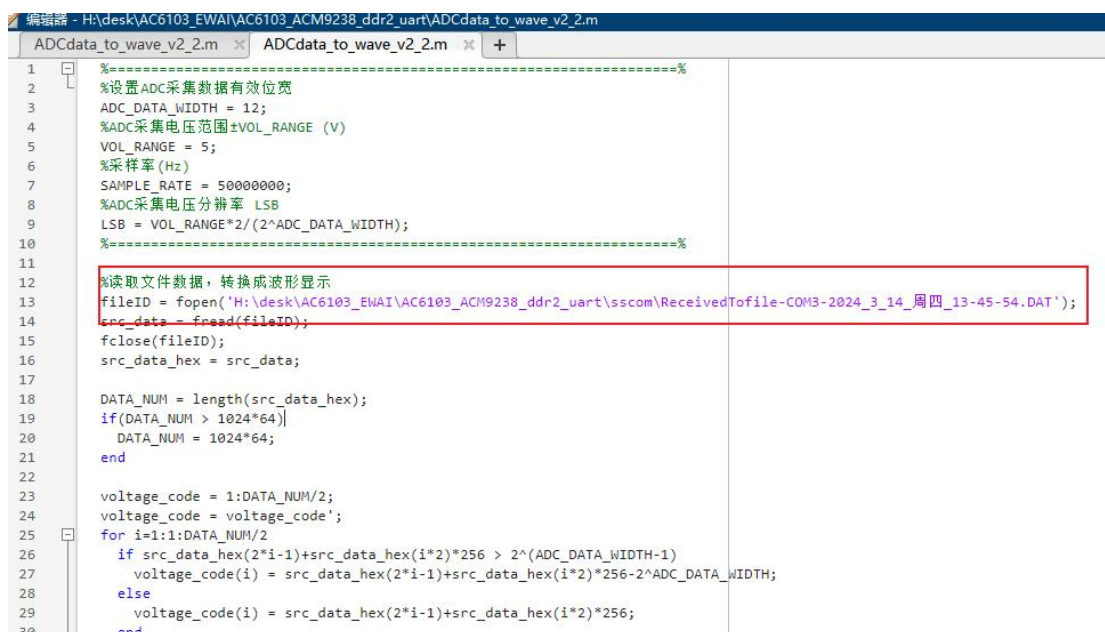 编辑器 - H:\desk\AC6103_EWAI\AC6103_ACM9238_ddr2_uart\ADCdata_to_wave_v2_2.m
ADCdata_to_wave_v2_2.m × ADCdata_to_wave_v2_2.m × +
1 %====================================================================%
2 %设置ADC采集数据有效位宽
3 ADC_DATA_WIDTH = 12;
4 %ADC采集电压范围±VOL_RANGE (V)
5 VOL_RANGE = 5;
6 %采样率(Hz)
7 SAMPLE_RATE = 50000000;
8 %ADC采集电压分辨率 LSB
9 LSB = VOL_RANGE*2/(2^ADC_DATA_WIDTH);
10 %====================================================================%
11
12 %读取文件数据，转换成波形显示
13 fileID = fopen('H:\desk\AC6103_EWAI\AC6103_ACM9238_ddr2_uart\sscom\ReceivedTofile-COM3-2024_3_14_周四_13-45-54.DAT');
14 src_data = fread(fileID);
15 fclose(fileID);
16 src_data_hex = src_data;
17
18 DATA_NUM = length(src_data_hex);
19 if(DATA_NUM > 1024*64)
20 DATA_NUM = 1024*64;
21 end
22
23 voltage_code = 1:DATA_NUM/2;
24 voltage_code = voltage_code';
25 for i=1:1:DATA_NUM/2
26 if src_data_hex(2*i-1)+src_data_hex(i*2)*256 > 2^(ADC_DATA_WIDTH-1)
27 voltage_code(i) = src_data_hex(2*i-1)+src_data_hex(i*2)*256-2^ADC_DATA_WIDTH;
28 else
29 voltage_code(i) = src_data_hex(2*i-1)+src_data_hex(i*2)*256;
30 end